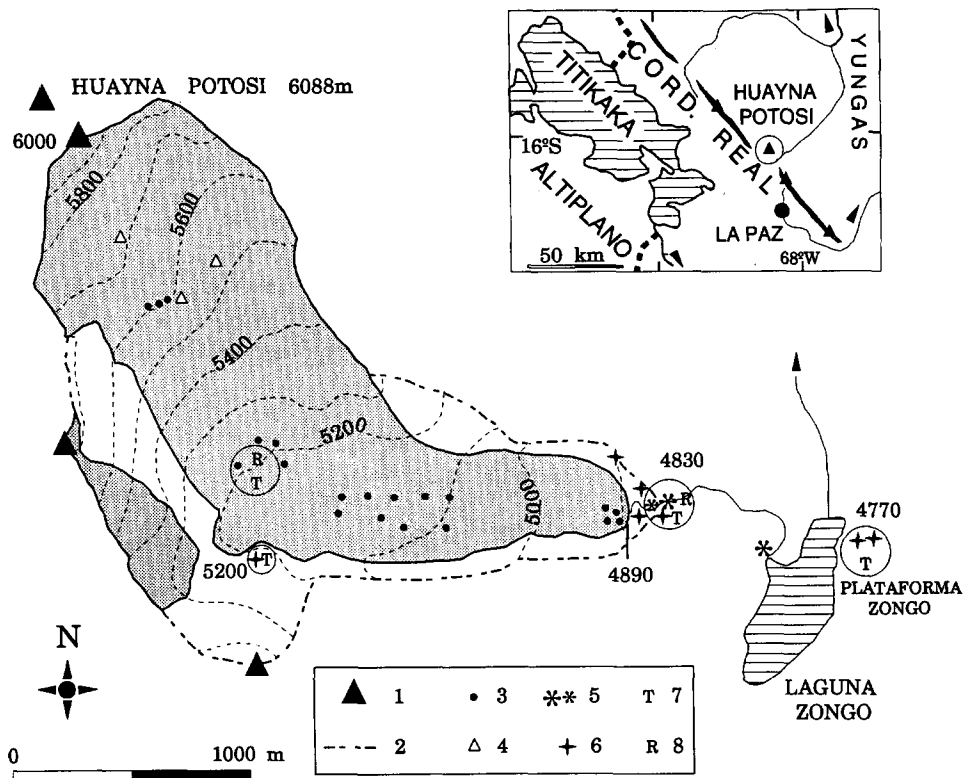 HUAYNA POTOSI 6088m
6000
5800
5600
5400
5200
5000
R
T
5200
T
4890
4830
R
T
4770
T
PLATAFORMA
ZONGO
LAGUNA
ZONGO
N
0 1000 m
1 3 5 T 7
2 4 6 R 8
CORD. REAL
TITIKAKA
YUNGAS
HUAYNA
POTOSI
16ºS
ALTIPLANO
LA PAZ
50 km
68ºW